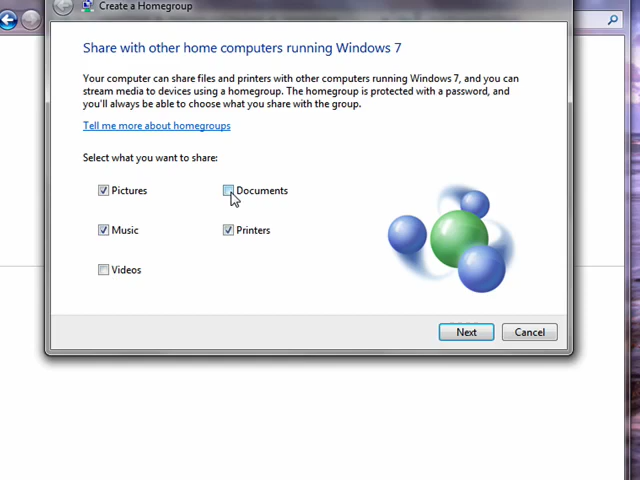 Create a Homegroup
Share with other home computers running Windows 7
Your computer can share files and printers with other computers running Windows 7, and you can
stream media to devices using a homegroup. The homegroup is protected with a password, and
you'll always be able to choose what you share with the group.
Tell me more about homegroups
Select what you want to share:
Pictures Documents
Music Printers
Videos
Next Cancel